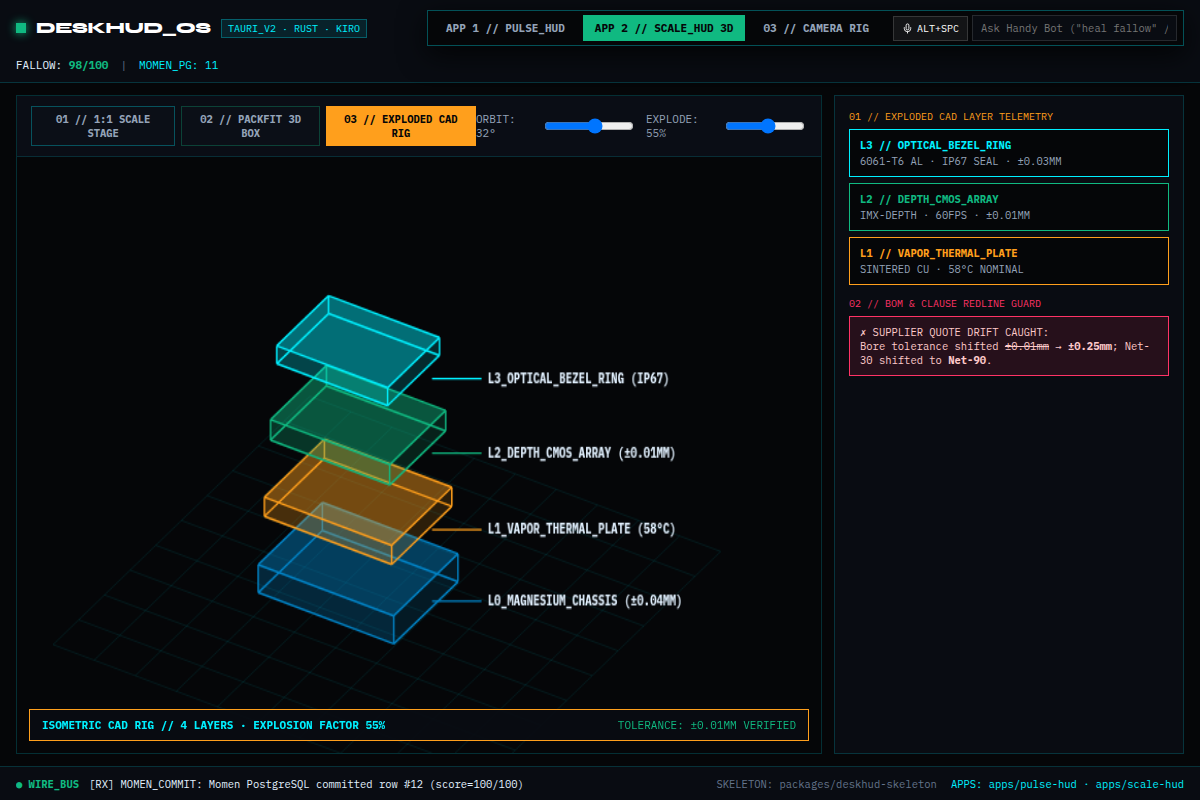 DESKHUD_OS
TAURI_V2 · RUST · KIRO
APP 1 // PULSE_HUD
APP 2 // SCALE_HUD 3D
03 // CAMERA RIG
ALT+SPC
Ask Handy Bot ("heal fallow" /
FALLOW: 98/100 | MOMEN_PG: 11
01 // 1:1 SCALE
STAGE
02 // PACKFIT 3D
BOX
03 // EXPLODED CAD
RIG
ORBIT:
32°
EXPLODE:
55%
L3_OPTICAL_BEZEL_RING (IP67)
L2_DEPTH_CMOS_ARRAY (±0.01MM)
L1_VAPOR_THERMAL_PLATE (58°C)
L0_MAGNESIUM_CHASSIS (±0.04MM)
ISOMETRIC CAD RIG // 4 LAYERS · EXPLOSION FACTOR 55%
TOLERANCE: ±0.01MM VERIFIED
01 // EXPLODED CAD LAYER TELEMETRY
L3 // OPTICAL_BEZEL_RING
6061-T6 AL · IP67 SEAL · ±0.03MM
L2 // DEPTH_CMOS_ARRAY
IMX-DEPTH · 60FPS · ±0.01MM
L1 // VAPOR_THERMAL_PLATE
SINTERED CU · 58°C NOMINAL
02 // BOM & CLAUSE REDLINE GUARD
✗ SUPPLIER QUOTE DRIFT CAUGHT:
Bore tolerance shifted ±0.01mm → ±0.25mm; Net-
30 shifted to Net-90.
● WIRE_BUS [RX] MOMEN_COMMIT: Momen PostgreSQL committed row #12 (score=100/100)
SKELETON: packages/deskhud-skeleton
APPS: apps/pulse-hud · apps/scale-hud